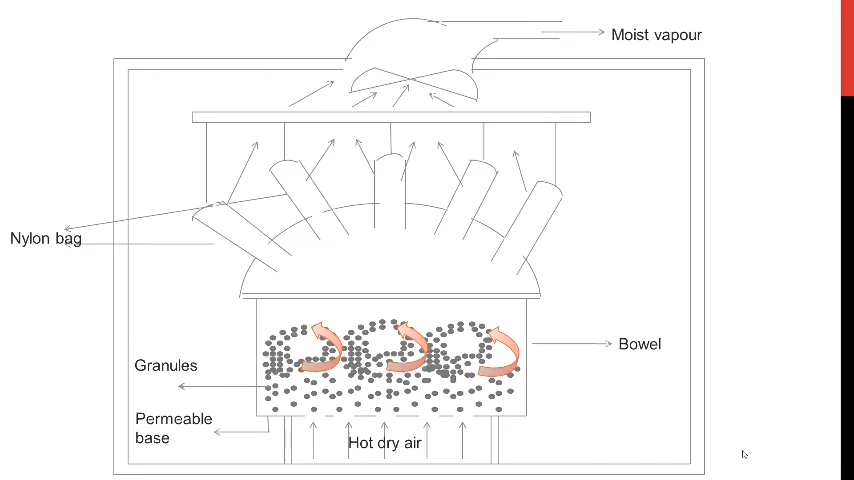 Moist vapour
Nylon bag
Bowel
Granules
Permeable
base
Hot dry air